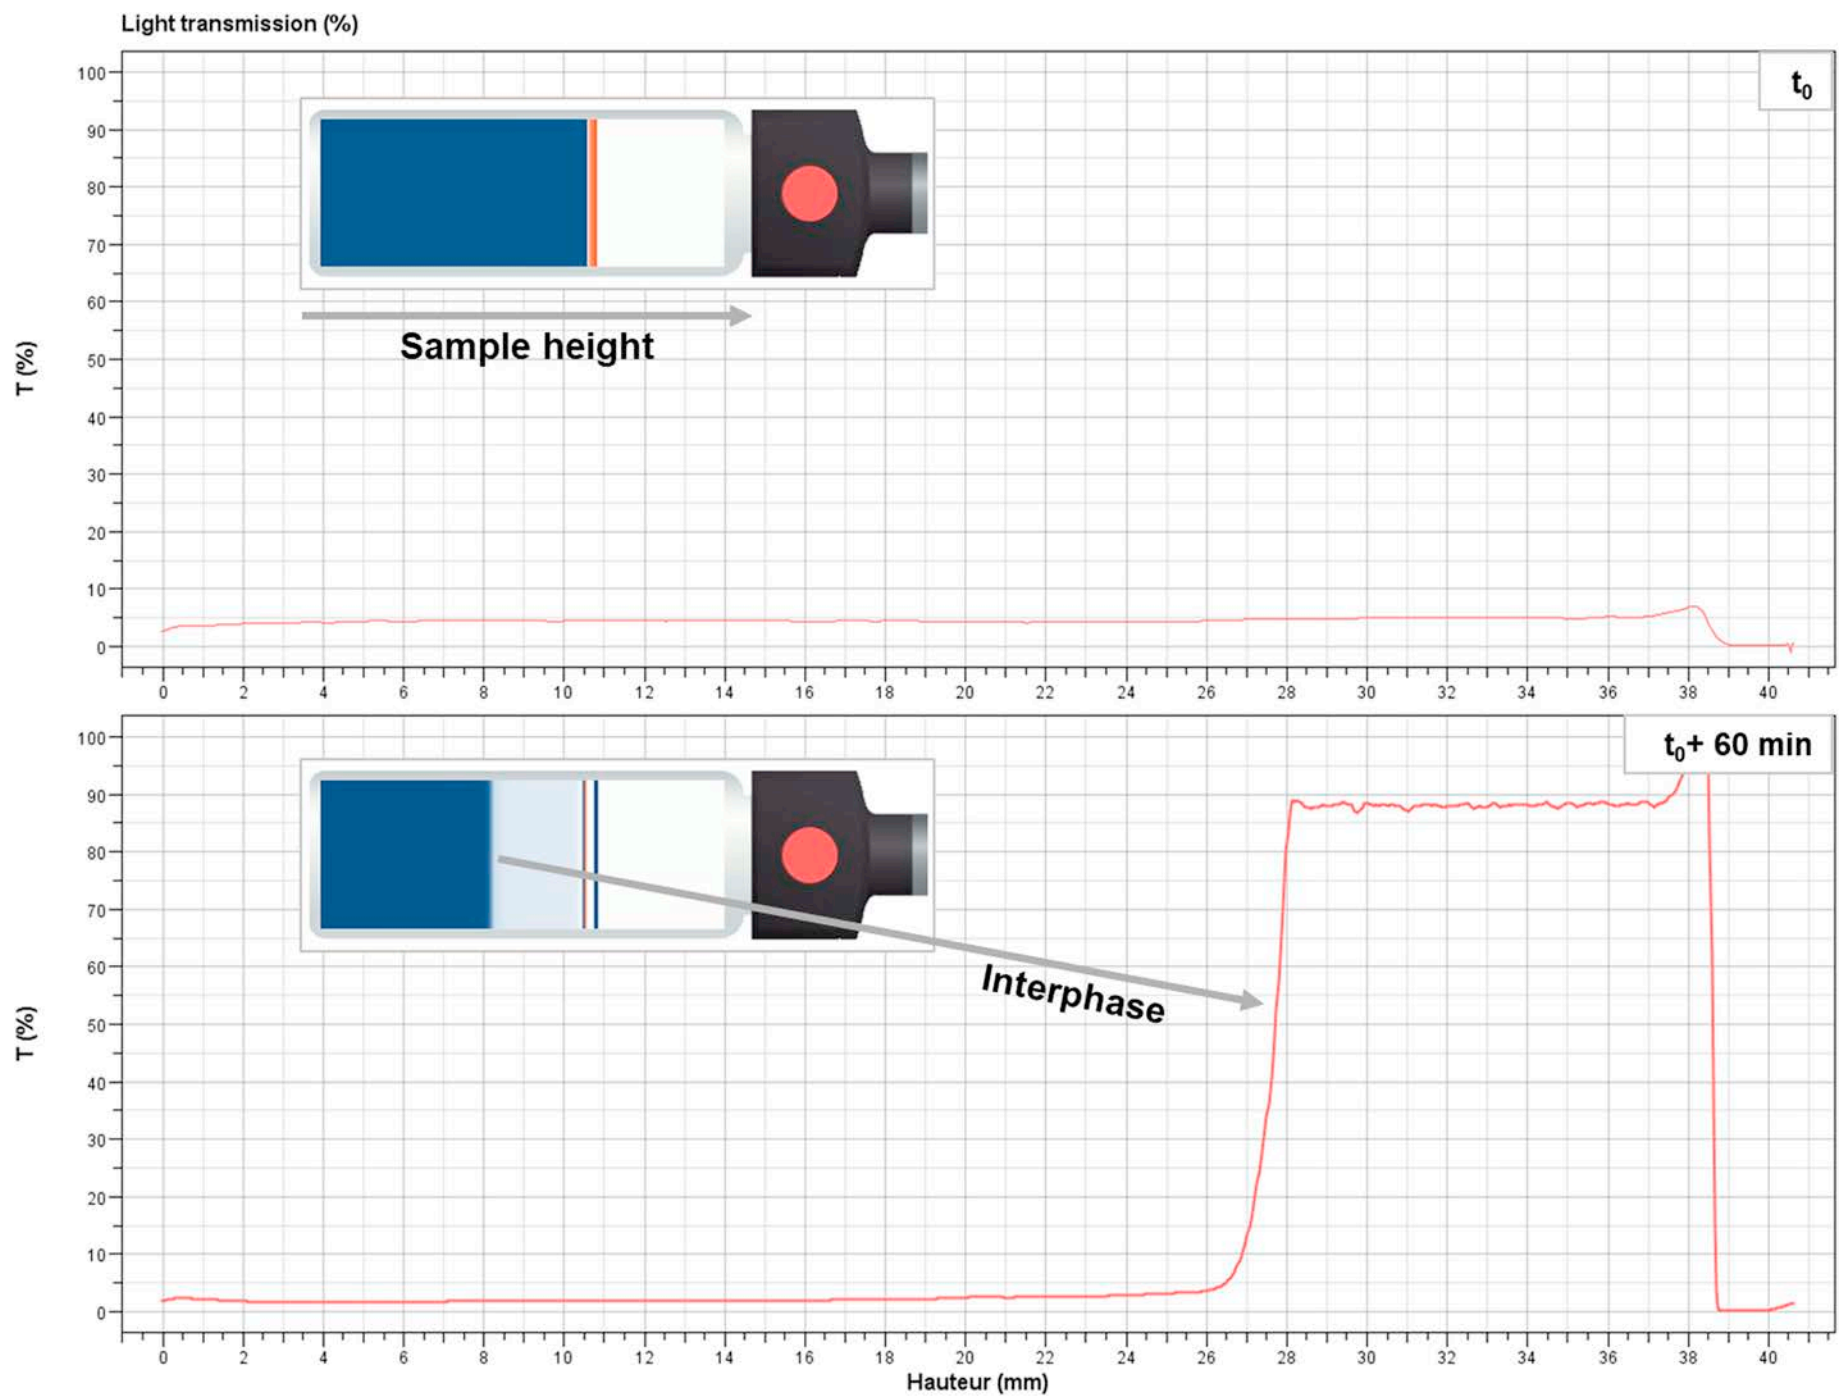 Light transmission (%)
t₀
100
90
80
70
60
50
40
30
20
10
0
T (%)
Sample height
0 2 4 6 8 10 12 14 16 18 20 22 24 26 28 30 32 34 36 38 40
t₀+ 60 min
100
90
80
70
60
50
40
30
20
10
0
T (%)
Interphase
0 2 4 6 8 10 12 14 16 18 20 22 24 26 28 30 32 34 36 38 40
Hauteur (mm)